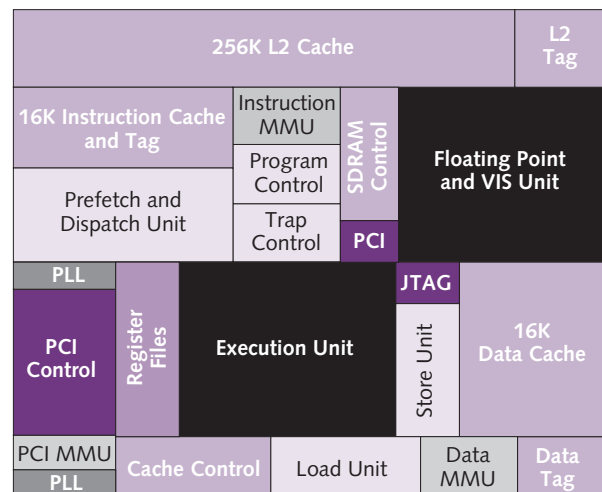 256K L2 Cache
L2
Tag
16K Instruction Cache
and Tag
Instruction
MMU
SDRAM
Control
Floating Point
and VIS Unit
Program
Control
Prefetch and
Dispatch Unit
Trap
Control
PCI
PLL
PCI
Control
Register
Files
Execution Unit
JTAG
Store Unit
16K
Data Cache
PCI MMU
PLL
Cache Control
Load Unit
Data
MMU
Data
Tag